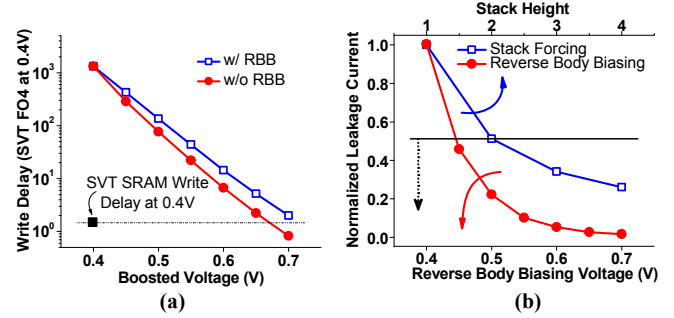 (a)
w/ RBB
w/o RBB
Write Delay (SVT FO4 at 0.4V)
10³
10²
10¹
10⁰
SVT SRAM Write
Delay at 0.4V
0.4 0.5 0.6 0.7
Boosted Voltage (V)
(a)
Stack Height
1 2 3 4
Stack Forcing
Reverse Body Biasing
Normalized Leakage Current
1.0
0.8
0.6
0.4
0.2
0.0
0.4 0.5 0.6 0.7
Reverse Body Biasing Voltage (V)
(b)